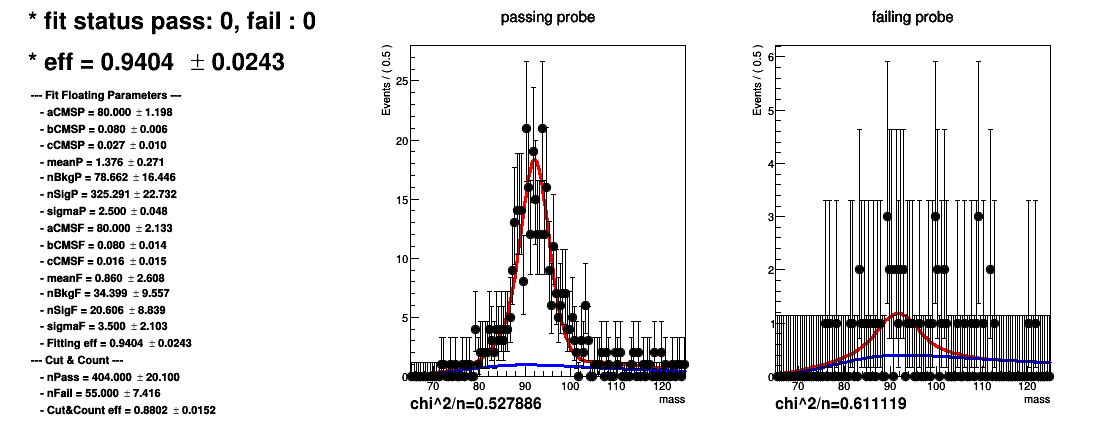 * fit status pass: 0, fail : 0
* eff = 0.9404 ± 0.0243
--- Fit Floating Parameters ---
- aCMSP = 80.000 ± 1.198
- bCMSP = 0.080 ± 0.006
- cCMSP = 0.027 ± 0.010
- meanP = 1.376 ± 0.271
- nBkgP = 78.662 ± 16.446
- nSigP = 325.291 ± 22.732
- sigmaP = 2.500 ± 0.048
- aCMSF = 80.000 ± 2.133
- bCMSF = 0.080 ± 0.014
- cCMSF = 0.016 ± 0.015
- meanF = 0.860 ± 2.608
- nBkgF = 34.399 ± 9.557
- nSigF = 20.606 ± 8.839
- sigmaF = 3.500 ± 2.103
- Fitting eff = 0.9404 ± 0.0243
--- Cut & Count ---
- nPass = 404.000 ± 20.100
- nFail = 55.000 ± 7.416
- Cut&Count eff = 0.8802 ± 0.0152
passing probe
Events / ( 0.5 )
25
20
15
10
5
0
70 80 90 100 110 120
mass
chi^2/n=0.527886
failing probe
Events / ( 0.5 )
6
5
4
3
2
1
0
70 80 90 100 110 120
mass
chi^2/n=0.611119